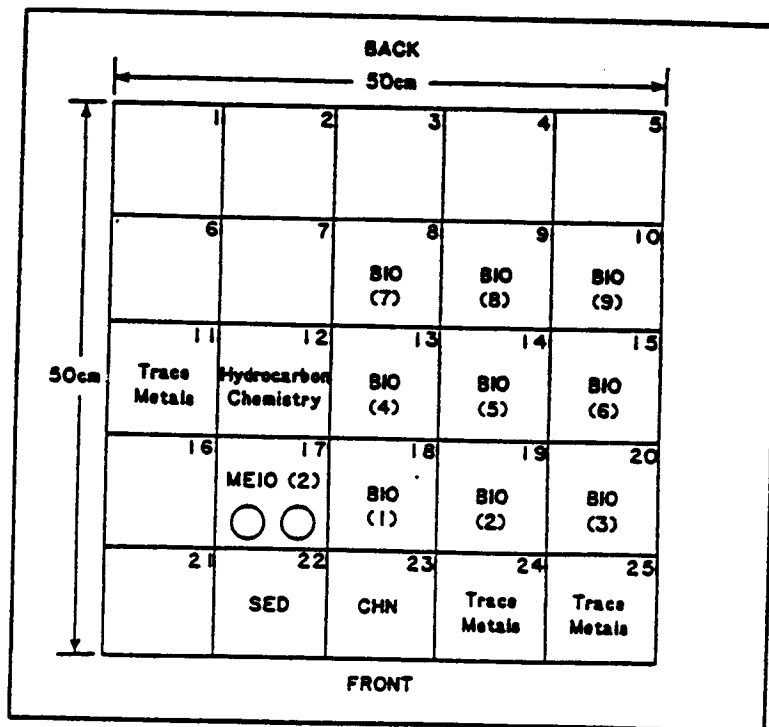 BACK
50cm
1 2 3 4 5
6 7 8 9 10
BIO BIO BIO
(7) (8) (9)
11 12 13 14 15
50cm
Trace Hydrocarbon BIO BIO BIO
Metals Chemistry (4) (5) (6)
16 17 18 19 20
MEIO (2)
BIO BIO BIO
(1) (2) (3)
21 22 23 24 25
SED CHN Trace Trace
Metals Metals
FRONT